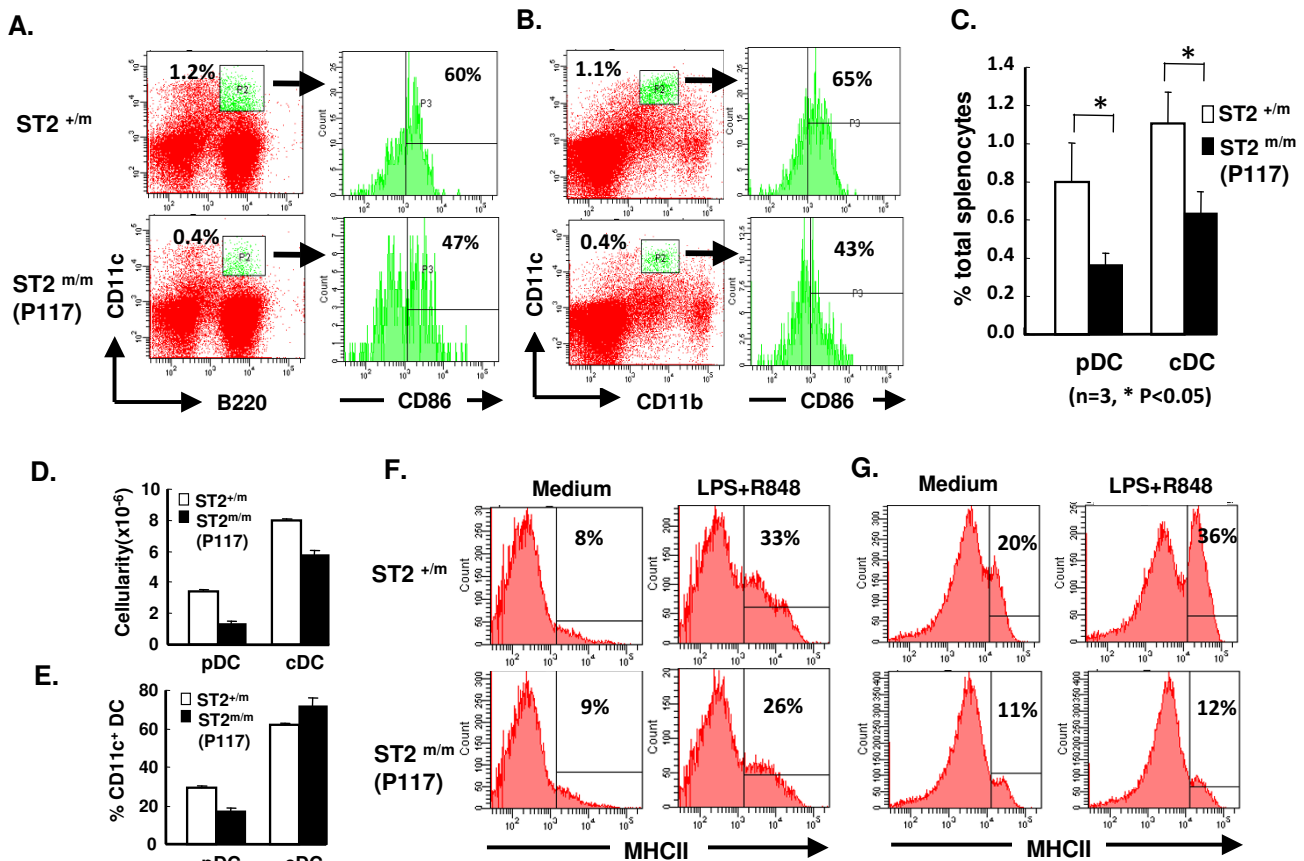 A.
1.2%
P2
60%
P3
Count
ST2 +/m
0.4%
P2
47%
P3
Count
ST2 m/m
(P117)
CD11c
B220
CD86
B.
1.1%
P2
65%
P3
Count
0.4%
P2
43%
P3
Count
CD11c
CD11b
CD86
C.
% total splenocytes
1.4
1.2
1.0
0.8
0.6
0.4
0.2
0.0
*
*
ST2 +/m
ST2 m/m
(P117)
pDC
cDC
(n=3, * P<0.05)
D.
Cellularity(x10-6)
10
8
6
4
2
0
ST2+/m
ST2m/m
(P117)
pDC
cDC
E.
% CD11c+ DC
80
60
40
20
0
ST2+/m
ST2m/m
(P117)
F.
Medium
LPS+R848
ST2 +/m
8%
33%
Count
Count
ST2 m/m
(P117)
9%
26%
Count
Count
MHCII
G.
Medium
LPS+R848
20%
36%
Count
Count
11%
12%
Count
Count
MHCII